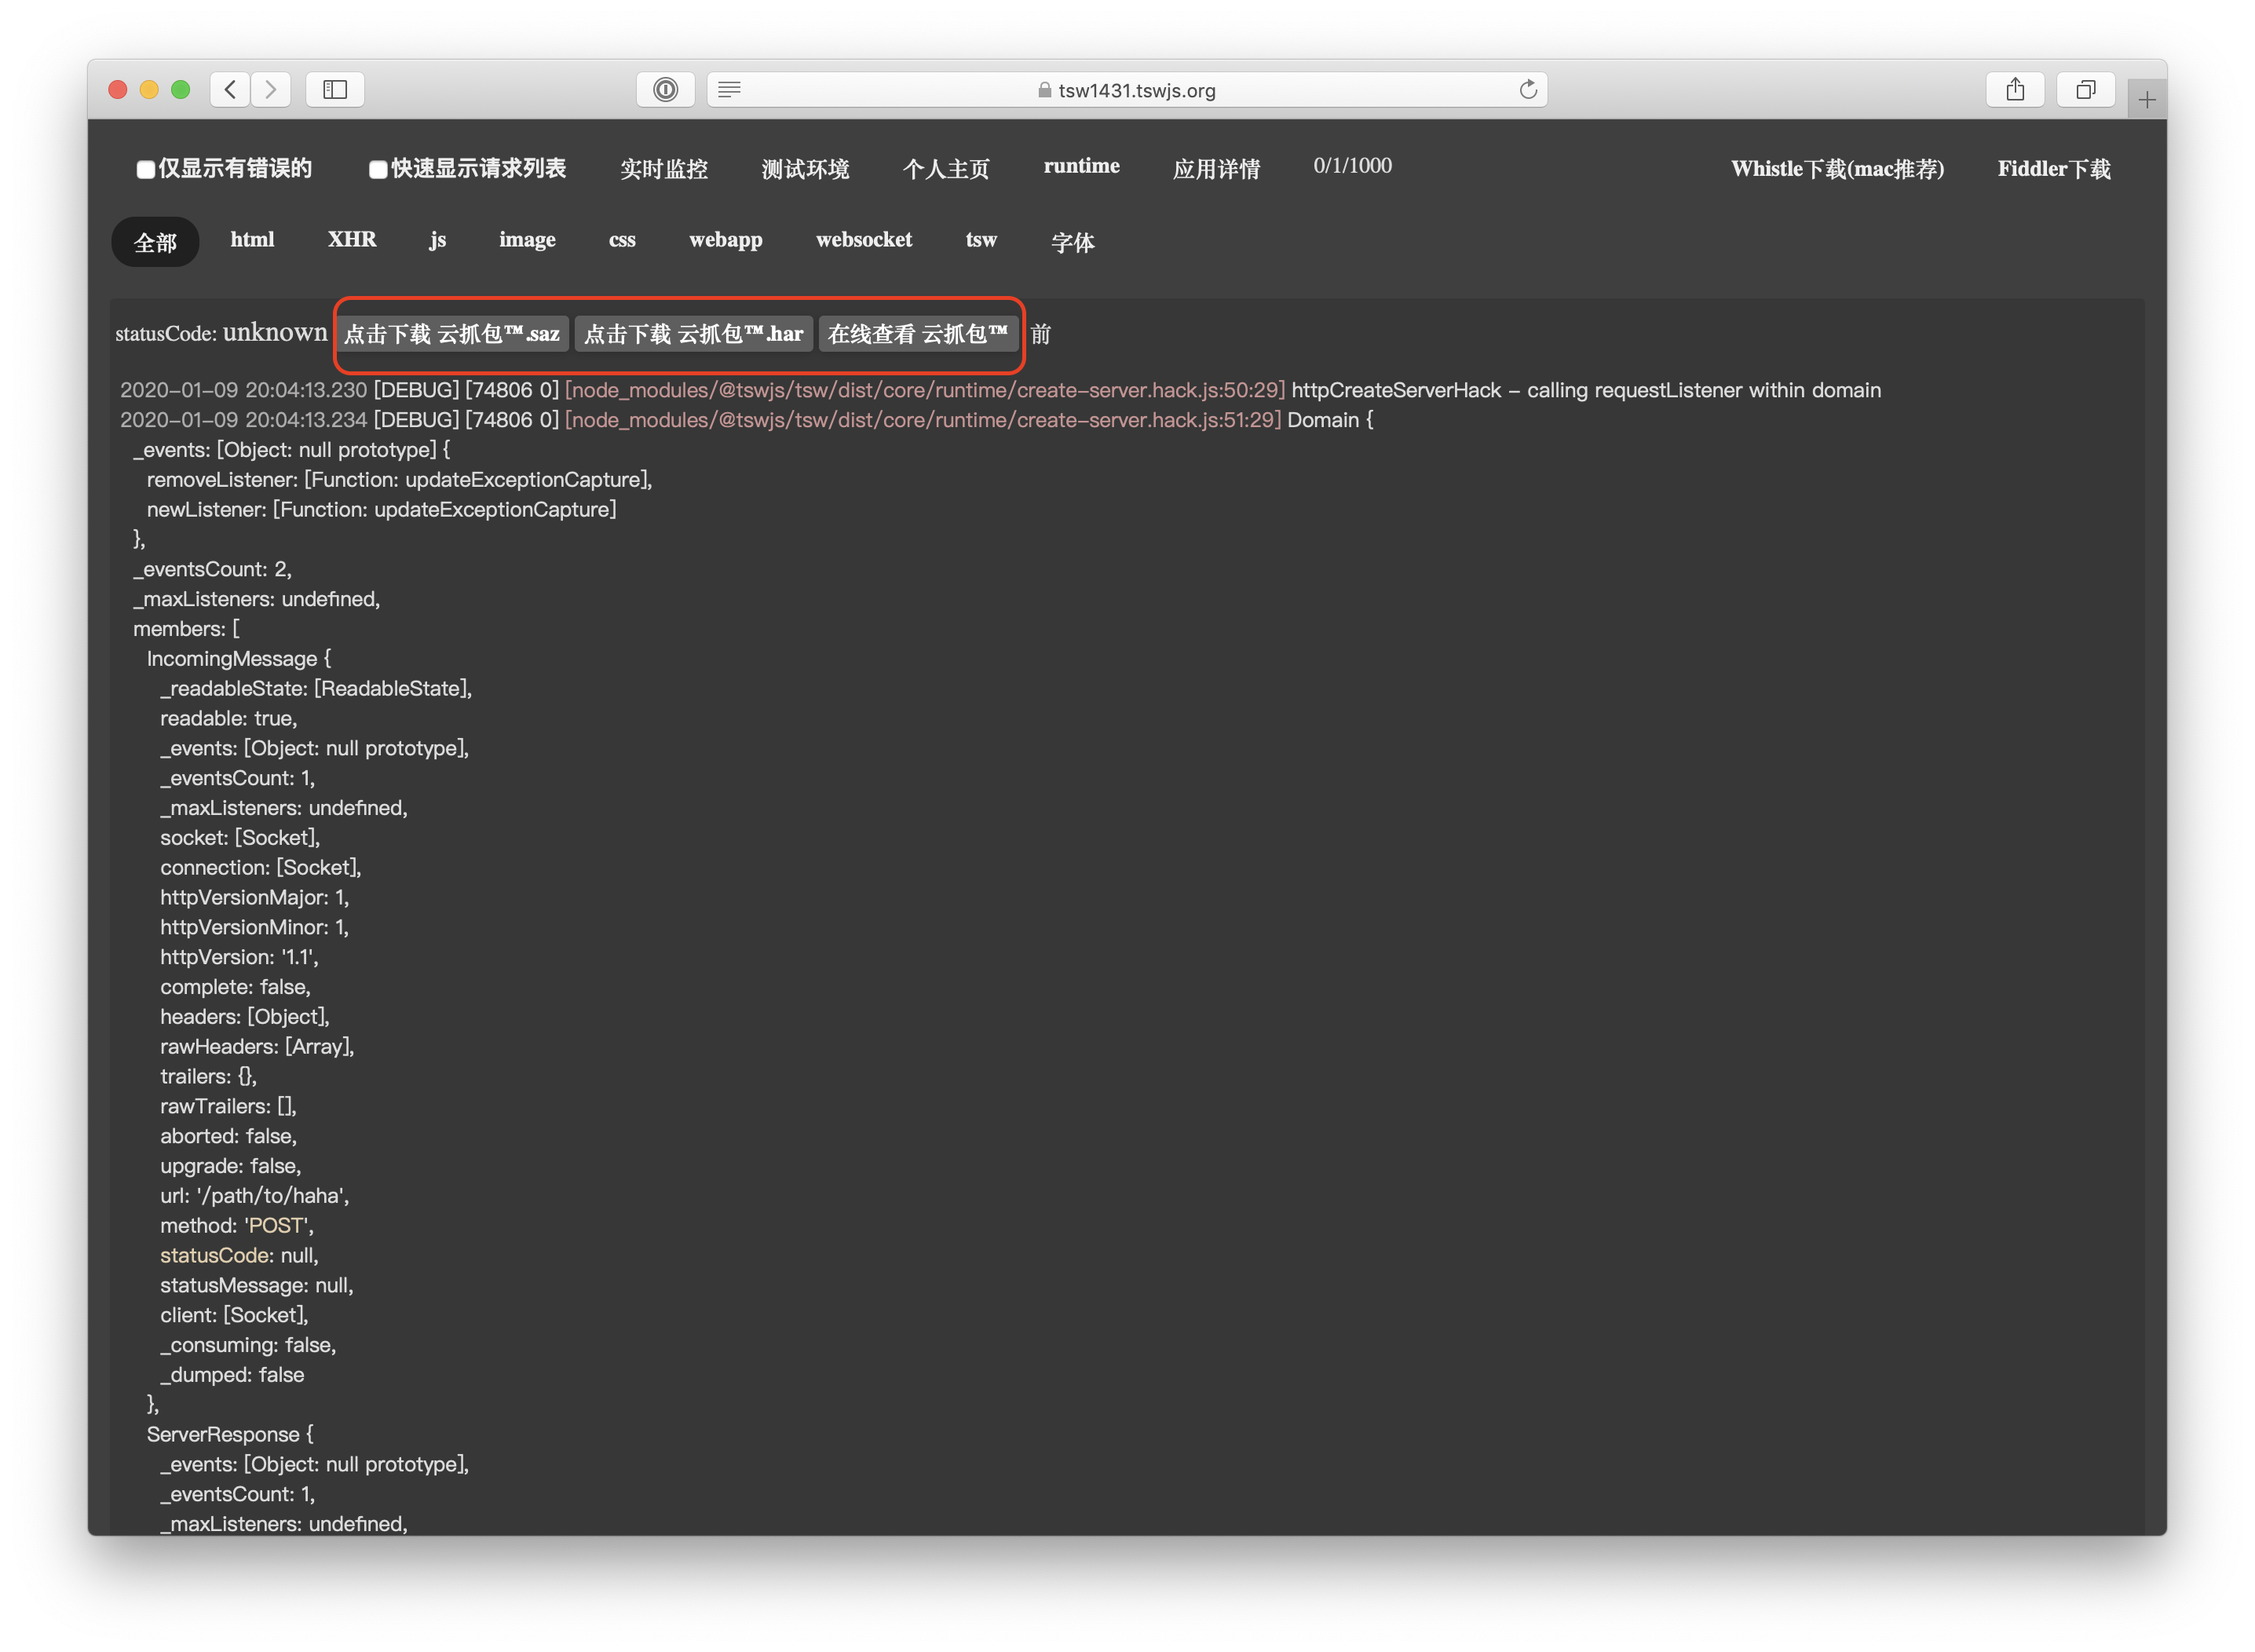 tsw1431.tswjs.org
仅显示有错误的 快速显示请求列表 实时监控 测试环境 个人主页 runtime 应用详情 0/1/1000 Whistle下载(mac推荐) Fiddler下载
全部 html XHR js image css webapp websocket tsw 字体
statusCode: unknown 点击下载 云抓包™.saz 点击下载 云抓包™.har 在线查看 云抓包™ 前
2020-01-09 20:04:13.230 [DEBUG] [74806 0] [node_modules/@tswjs/tsw/dist/core/runtime/create-server.hack.js:50:29] httpCreateServerHack - calling requestListener within domain
2020-01-09 20:04:13.234 [DEBUG] [74806 0] [node_modules/@tswjs/tsw/dist/core/runtime/create-server.hack.js:51:29] Domain {
_events: [Object: null prototype] {
removeListener: [Function: updateExceptionCapture],
newListener: [Function: updateExceptionCapture]
},
_eventsCount: 2,
_maxListeners: undefined,
members: [
IncomingMessage {
_readableState: [ReadableState],
readable: true,
_events: [Object: null prototype],
_eventsCount: 1,
_maxListeners: undefined,
socket: [Socket],
connection: [Socket],
httpVersionMajor: 1,
httpVersionMinor: 1,
httpVersion: '1.1',
complete: false,
headers: [Object],
rawHeaders: [Array],
trailers: {},
rawTrailers: [],
aborted: false,
upgrade: false,
url: '/path/to/haha',
method: 'POST',
statusCode: null,
statusMessage: null,
client: [Socket],
_consuming: false,
_dumped: false
},
ServerResponse {
_events: [Object: null prototype],
_eventsCount: 1,
_maxListeners: undefined,